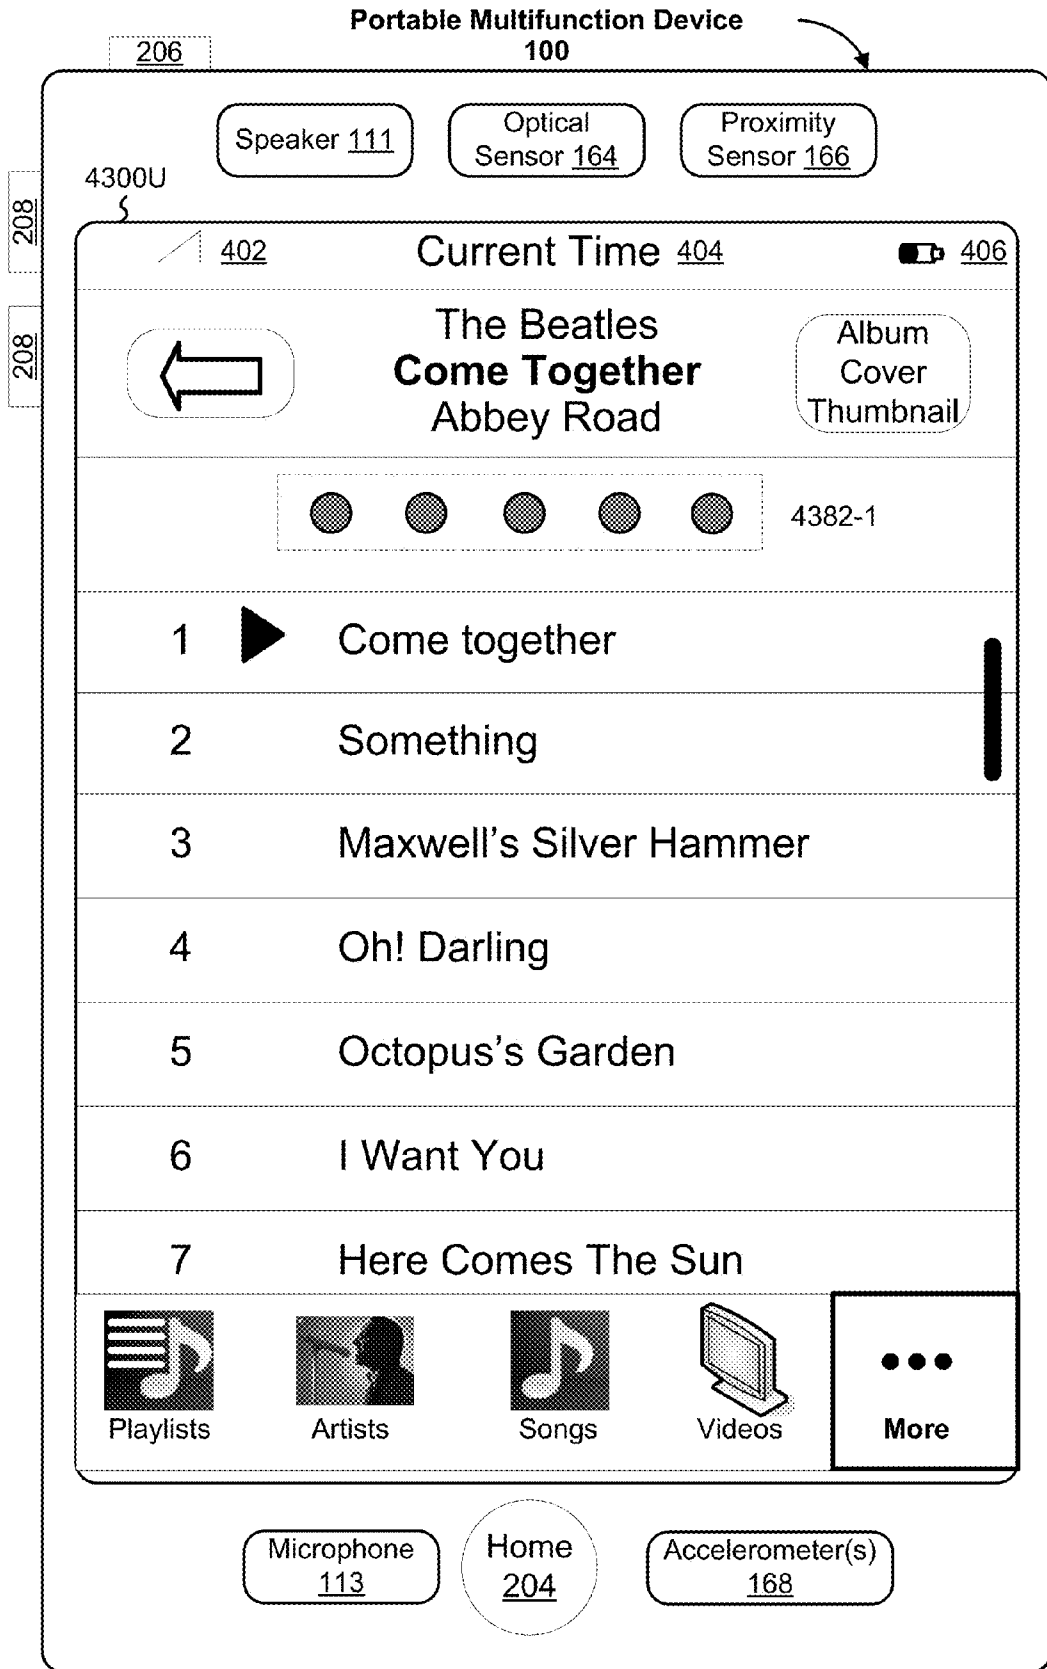 Portable Multifunction Device
100
206
Speaker 111
Optical
Sensor 164
Proximity
Sensor 166
4300U
208
208
402
Current Time 404
406
The Beatles
Come Together
Abbey Road
Album
Cover
Thumbnail
4382-1
1 Come together
2 Something
3 Maxwell’s Silver Hammer
4 Oh! Darling
5 Octopus’s Garden
6 I Want You
7 Here Comes The Sun
Playlists
Artists
Songs
Videos
More
Microphone
113
Home
204
Accelerometer(s)
168